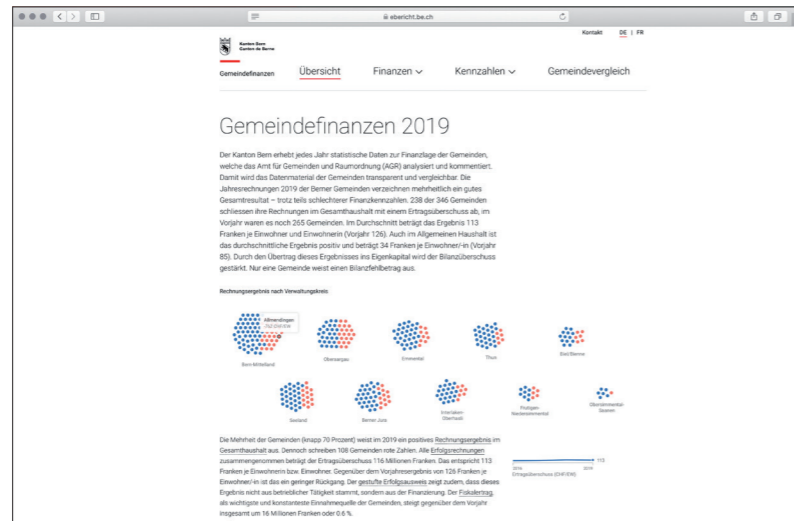 ebericht.be.ch
Kontakt DE | FR
Kanton Bern
Canton de Berne
Gemeindefinanzen Übersicht Finanzen Kennzahlen Gemeindevergleich
Gemeindefinanzen 2019
Der Kanton Bern erhebt jedes Jahr statistische Daten zur Finanzlage der Gemeinden,
welche das Amt für Gemeinden und Raumordnung (AGR) analysiert und kommentiert.
Damit wird das Datenmaterial der Gemeinden transparent und vergleichbar. Die
Jahresrechnungen 2019 der Berner Gemeinden verzeichnen mehrheitlich ein gutes
Gesamtresultat – trotz teils schlechterer Finanzkennzahlen. 238 der 346 Gemeinden
schliessen ihre Rechnungen im Gesamthaushalt mit einem Ertragsüberschuss ab, im
Vorjahr waren es noch 265 Gemeinden. Im Durchschnitt beträgt das Ergebnis 113
Franken je Einwohner und Einwohnerin (Vorjahr 126). Auch im Allgemeinen Haushalt ist
das durchschnittliche Ergebnis positiv und beträgt 34 Franken je Einwohner/-in (Vorjahr
85). Durch den Übertrag dieses Ergebnisses ins Eigenkapital wird der Bilanzüberschuss
gestärkt. Nur eine Gemeinde weist einen Bilanzfehlbetrag aus.
Rechnungsergebnis nach Verwaltungskreis
Allmendingen
Bern-Mittelland
Oberaargau
Emmental
Thun
Biel/Bienne
Seeland
Berner Jura
Interlaken-
Oberhasli
Frutigen-
Niedersimmental
Obersimmental-
Saanen
Die Mehrheit der Gemeinden (knapp 70 Prozent) weist im 2019 ein positives Rechnungsergebnis im
Gesamthaushalt aus. Dennoch schreiben 108 Gemeinden rote Zahlen. Alle Erfolgsrechnungen
zusammengenommen beträgt der Ertragsüberschuss 116 Millionen Franken. Das entspricht 113
Franken je Einwohnerin bzw. Einwohner. Gegenüber dem Vorjahresergebnis von 126 Franken je
Einwohner/-in ist das ein geringer Rückgang. Der gestufte Erfolgsausweis zeigt zudem, dass dieses
Ergebnis nicht aus betrieblicher Tätigkeit stammt, sondern aus der Finanzierung. Der Fiskalertrag,
als wichtigste und konstanteste Einnahmequelle der Gemeinden, steigt gegenüber dem Vorjahr
insgesamt um 16 Millionen Franken oder 0.6 %.
113
2016 2019
Ertragsüberschuss (CHF/EW)